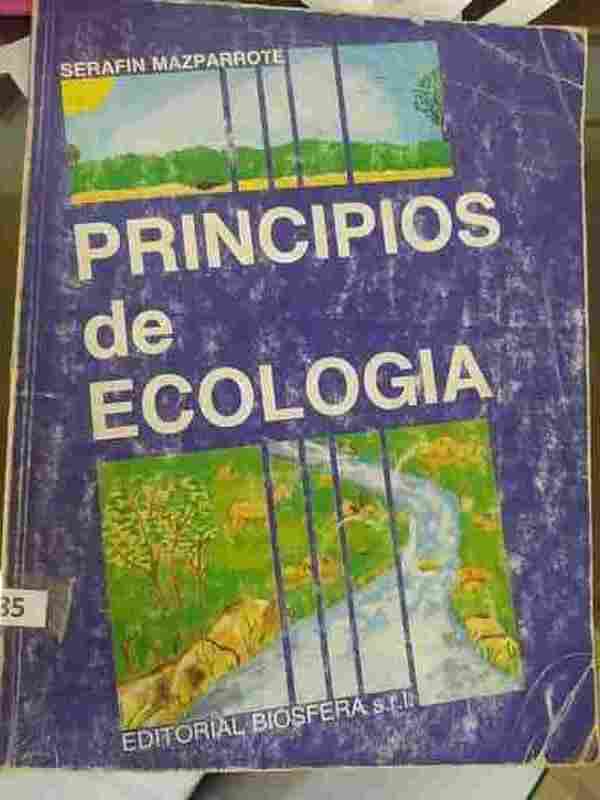 SERAFIN MAZPARROTE
PRINCIPIOS
de
ECOLOGIA
35
EDITORIAL BIOSFERA s.r.l.